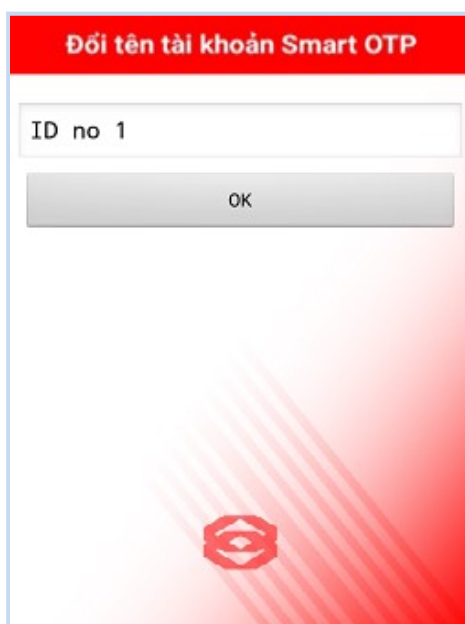 Đổi tên tài khoản Smart OTP
ID no 1
OK